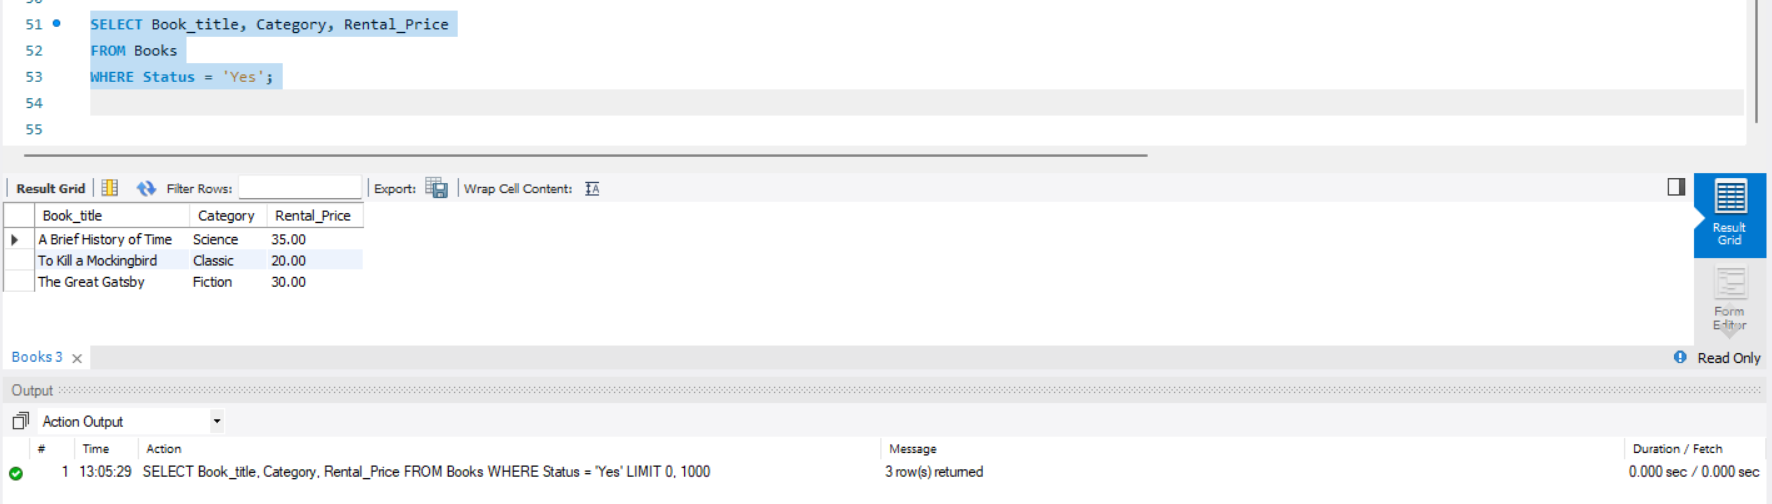 51 SELECT Book_title, Category, Rental_Price
52 FROM Books
53 WHERE Status = 'Yes';
54
55
Result Grid Filter Rows: Export: Wrap Cell Content:
Book_title Category Rental_Price
A Brief History of Time Science 35.00
To Kill a Mockingbird Classic 20.00
The Great Gatsby Fiction 30.00
Result
Grid
Form
Editor
Books 3
Read Only
Output
Action Output
# Time Action Message Duration / Fetch
1 13:05:29 SELECT Book_title, Category, Rental_Price FROM Books WHERE Status = 'Yes' LIMIT 0, 1000 3 row(s) returned 0.000 sec / 0.000 sec